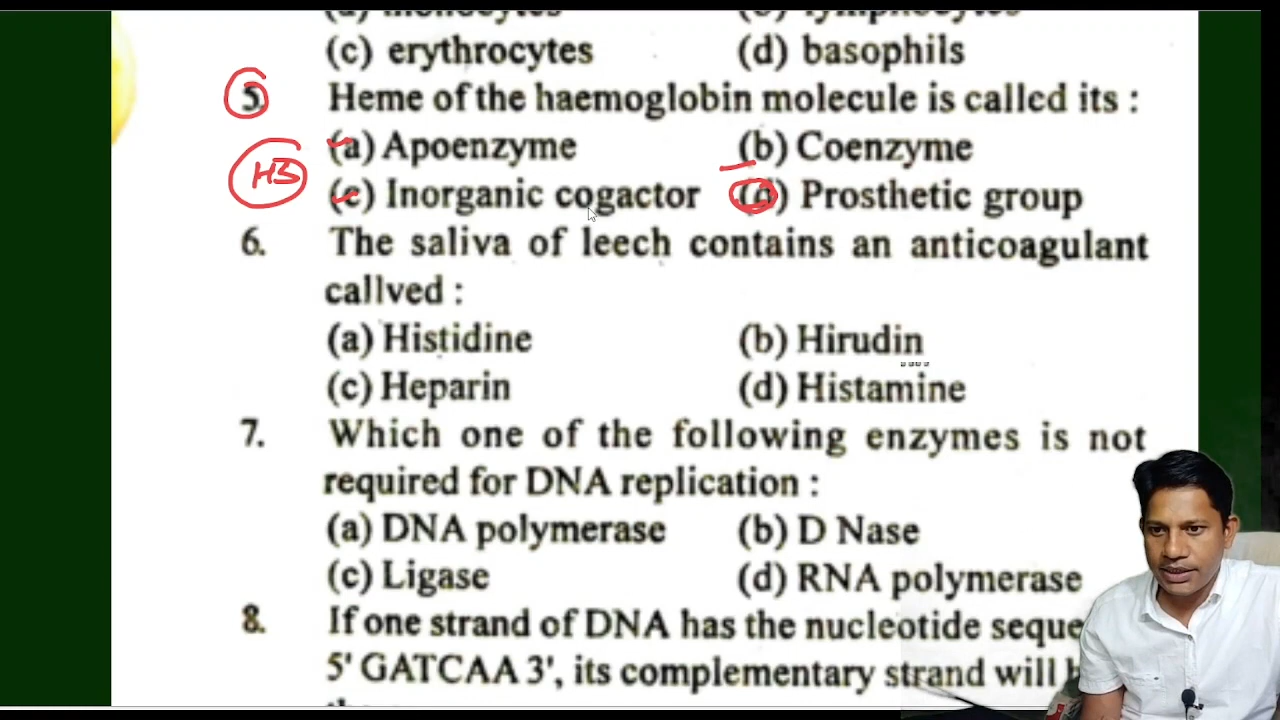 (a) monocytes (b) lymphocytes
(c) erythrocytes (d) basophils
5. Heme of the haemoglobin molecule is called its :
(a) Apoenzyme (b) Coenzyme
HB
(c) Inorganic cogactor (d) Prosthetic group
6. The saliva of leech contains an anticoagulant
callved :
(a) Histidine (b) Hirudin
(c) Heparin (d) Histamine
7. Which one of the following enzymes is not
required for DNA replication :
(a) DNA polymerase (b) D Nase
(c) Ligase (d) RNA polymerase
8. If one strand of DNA has the nucleotide
5' GATCAA 3', its complementary strand will